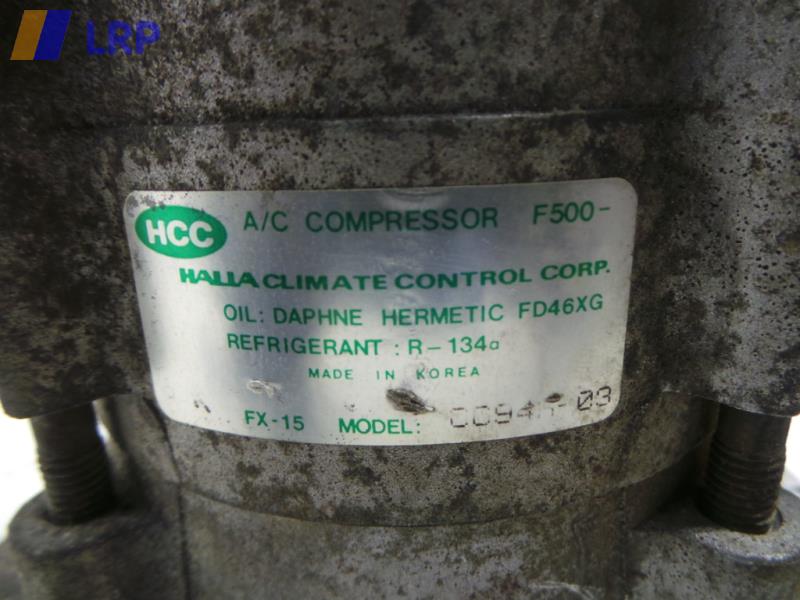 LRP
HCC A/C COMPRESSOR F500-
HALLA CLIMATE CONTROL CORP.
OIL: DAPHNE HERMETIC FD46XG
REFRIGERANT : R-134a
MADE IN KOREA
FX-15 MODEL: